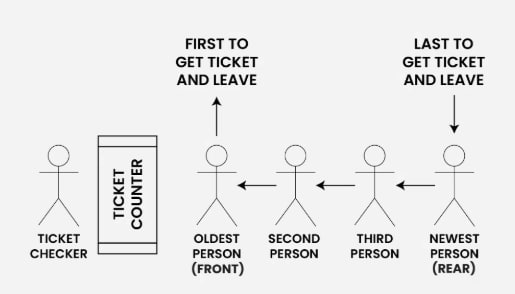 FIRST TO
GET TICKET
AND LEAVE
LAST TO
GET TICKET
AND LEAVE
TICKET
COUNTER
TICKET
CHECKER
OLDEST
PERSON
(FRONT)
SECOND
PERSON
THIRD
PERSON
NEWEST
PERSON
(REAR)